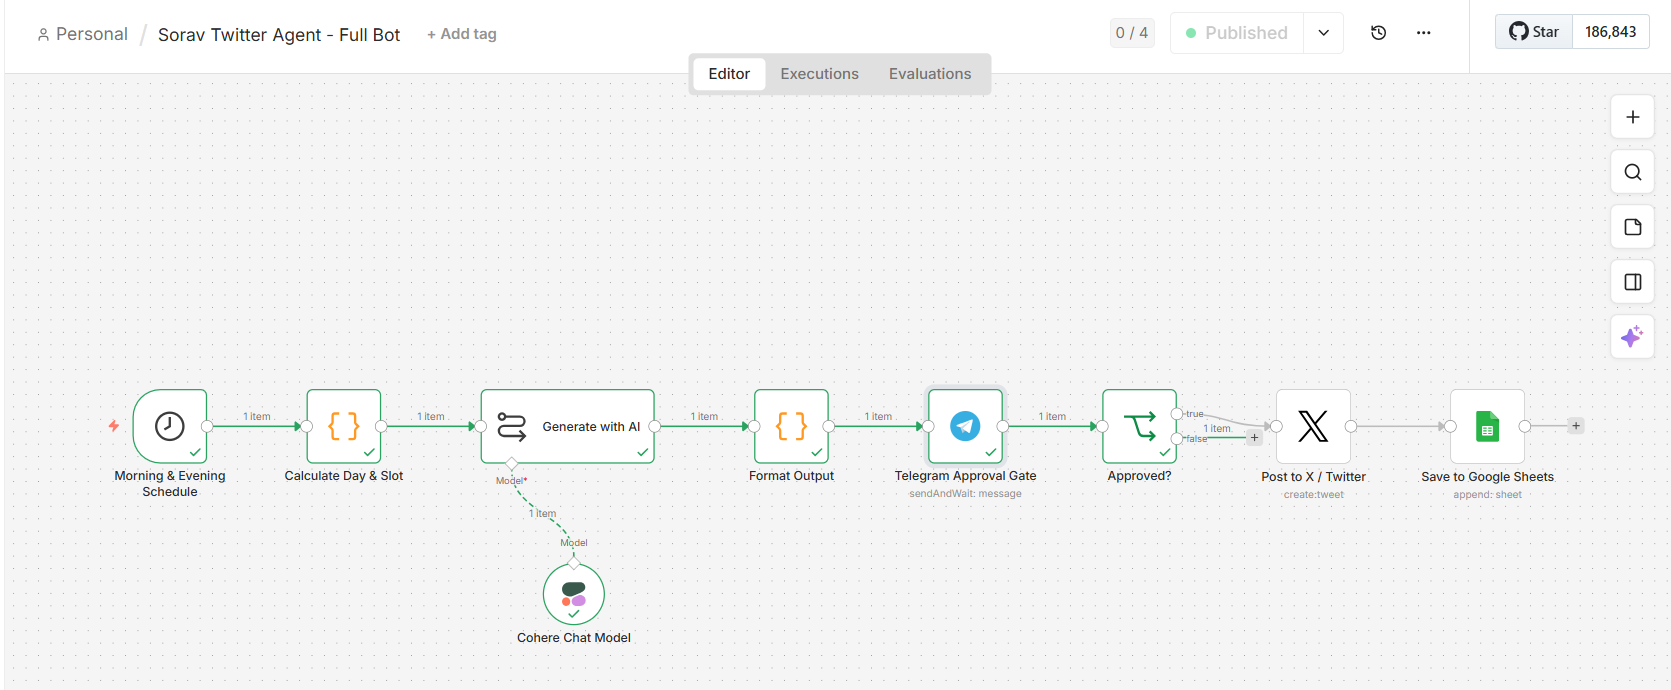 Personal / Sorav Twitter Agent - Full Bot + Add tag
0 / 4
Published
Star 186,843
Editor Executions Evaluations
1 item
1 item
1 item
1 item
1 item
true
1 item
false
Generate with AI
Morning & Evening
Schedule
Calculate Day & Slot
Model*
Format Output
Telegram Approval Gate
sendAndWait: message
Approved?
Post to X / Twitter
create:tweet
Save to Google Sheets
append: sheet
1 item
Model
Cohere Chat Model